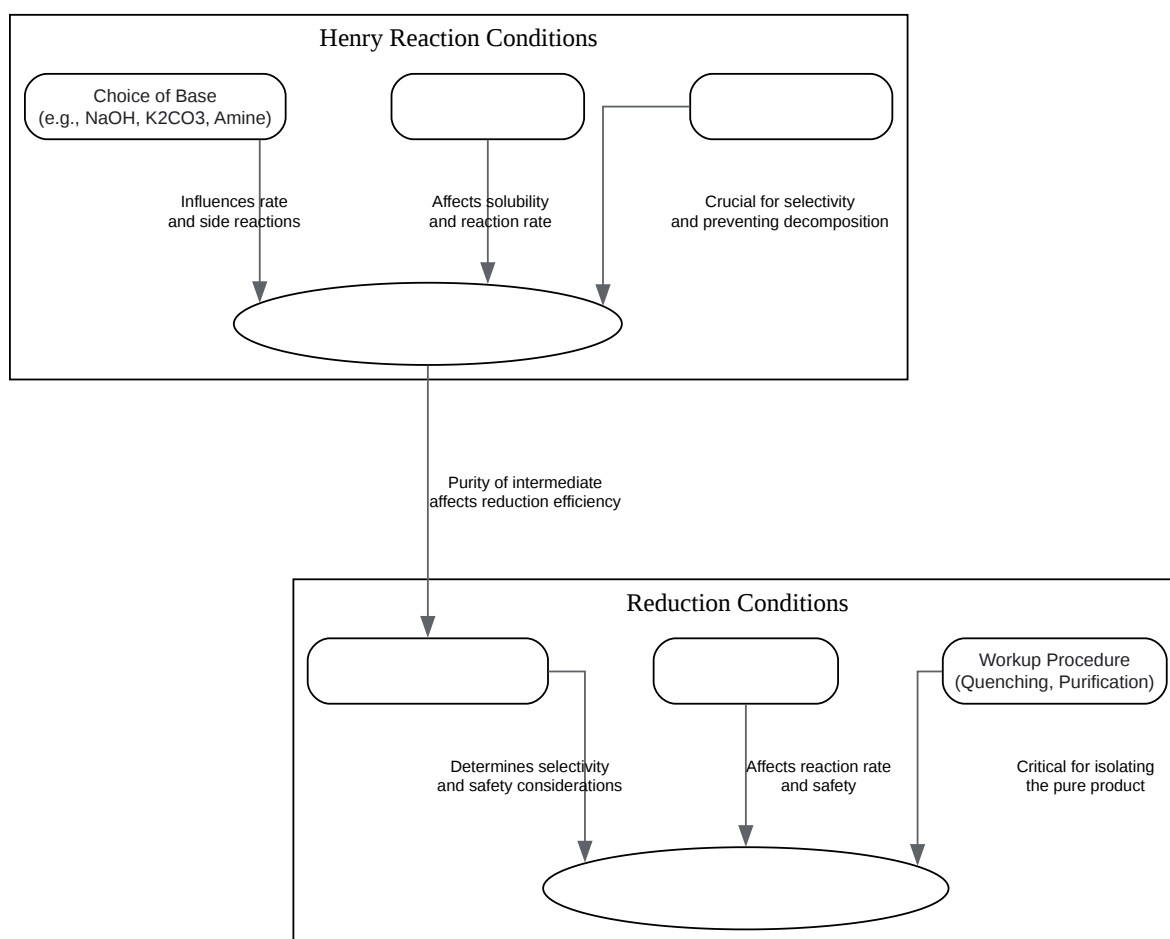 Henry Reaction Conditions
Choice of Base
(e.g., NaOH, K2CO3, Amine)
Influences rate
and side reactions
Affects solubility
and reaction rate
Crucial for selectivity
and preventing decomposition
Purity of intermediate
affects reduction efficiency
Reduction Conditions
Workup Procedure
(Quenching, Purification)
Determines selectivity
and safety considerations
Affects reaction rate
and safety
Critical for isolating
the pure product